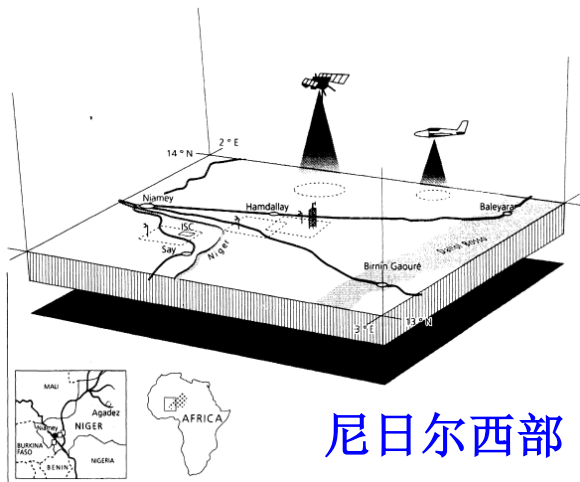 2° E
14° N
Niamey
Hamdallay
Baleyara
ISC
Say
Niger
Birnin Gaouré
3° E
13° N
MALI
Agadez
Niamey
NIGER
BURKINA
FASO
BENIN
NIGERIA
AFRICA
尼日尔西部